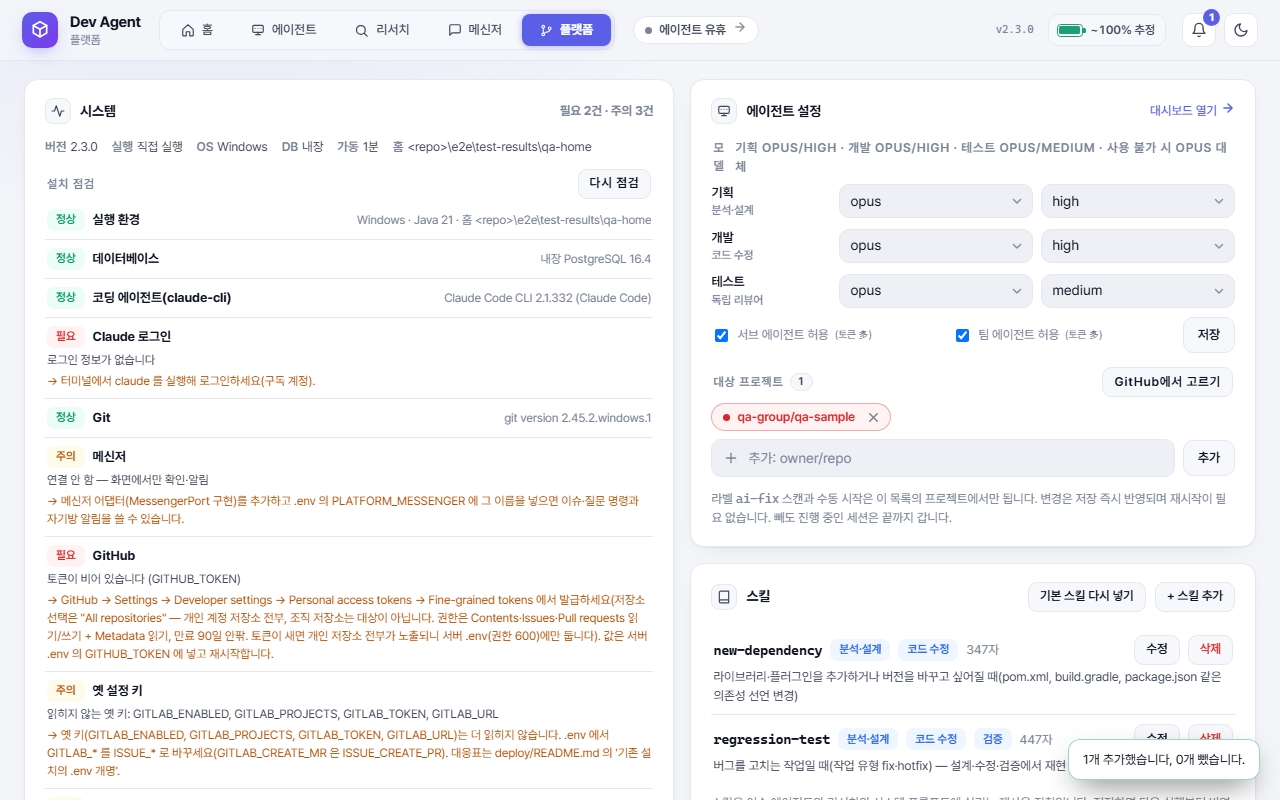 Dev Agent
플랫폼
홈
에이전트
리서치
메신저
플랫폼
에이전트 유휴 →
v2.3.0
~100% 추정
1
시스템
필요 2건 · 주의 3건
버전 2.3.0 실행 직접 실행 OS Windows DB 내장 가동 1분 홈 <repo>\e2e\test-results\qa-home
설치 점검
다시 점검
정상 실행 환경 Windows · Java 21 · 홈 <repo>\e2e\test-results\qa-home
정상 데이터베이스 내장 PostgreSQL 16.4
정상 코딩 에이전트(claude-cli) Claude Code CLI 2.1.332 (Claude Code)
필요 Claude 로그인
로그인 정보가 없습니다
→ 터미널에서 claude 를 실행해 로그인하세요(구독 계정).
정상 Git git version 2.45.2.windows.1
주의 메신저
연결 안 함 — 화면에서만 확인·알림
→ 메신저 어댑터(MessengerPort 구현)를 추가하고 .env 의 PLATFORM_MESSENGER 에 그 이름을 넣으면 이슈·질문 명령과
자기방 알림을 쓸 수 있습니다.
필요 GitHub
토큰이 비어 있습니다 (GITHUB_TOKEN)
→ GitHub → Settings → Developer settings → Personal access tokens → Fine-grained tokens 에서 발급하세요(저장소
선택은 "All repositories" — 개인 계정 저장소 전부, 조직 저장소는 대상이 아닙니다. 권한은 Contents·Issues·Pull requests 읽
기/쓰기 + Metadata 읽기, 만료 90일 안팎. 토큰이 새면 개인 저장소 전부가 노출되니 서버 .env(권한 600)에만 둡니다). 값은 서버
.env 의 GITHUB_TOKEN 에 넣고 재시작합니다.
주의 옛 설정 키
읽히지 않는 옛 키: GITLAB_ENABLED, GITLAB_PROJECTS, GITLAB_TOKEN, GITLAB_URL
→ 옛 키(GITLAB_ENABLED, GITLAB_PROJECTS, GITLAB_TOKEN, GITLAB_URL)는 더 읽히지 않습니다. .env 에서
GITLAB_* 를 ISSUE_* 로 바꾸세요(GITLAB_CREATE_MR 은 ISSUE_CREATE_PR). 대응표는 deploy/README.md 의 '기존 설
치의 .env 개명'.
에이전트 설정
대시보드 열기 →
모델 기획 OPUS/HIGH · 개발 OPUS/HIGH · 테스트 OPUS/MEDIUM · 사용 불가 시 OPUS 대체
기획 opus high
분석·설계
개발 opus high
코드 수정
테스트 opus medium
독립 리뷰어
서브 에이전트 허용 (토큰 多)
팀 에이전트 허용 (토큰 多)
저장
대상 프로젝트 1
GitHub에서 고르기
qa-group/qa-sample ×
+ 추가: owner/repo
추가
라벨 ai-fix 스캔과 수동 시작은 이 목록의 프로젝트에서만 됩니다. 변경은 저장 즉시 반영되며 재시작이 필
요 없습니다. 빼도 진행 중인 세션은 끝까지 갑니다.
스킬
기본 스킬 다시 넣기
+ 스킬 추가
new-dependency 분석·설계 코드 수정 347자 수정 삭제
라이브러리·플러그인을 추가하거나 버전을 바꾸고 싶어질 때(pom.xml, build.gradle, package.json 같은
의존성 선언 변경)
regression-test 분석·설계 코드 수정 검증 447자
버그를 고치는 작업일 때(작업 유형 fix·hotfix) — 설계·수정·검증에서 재현
1개 추가했습니다, 0개 뺐습니다.